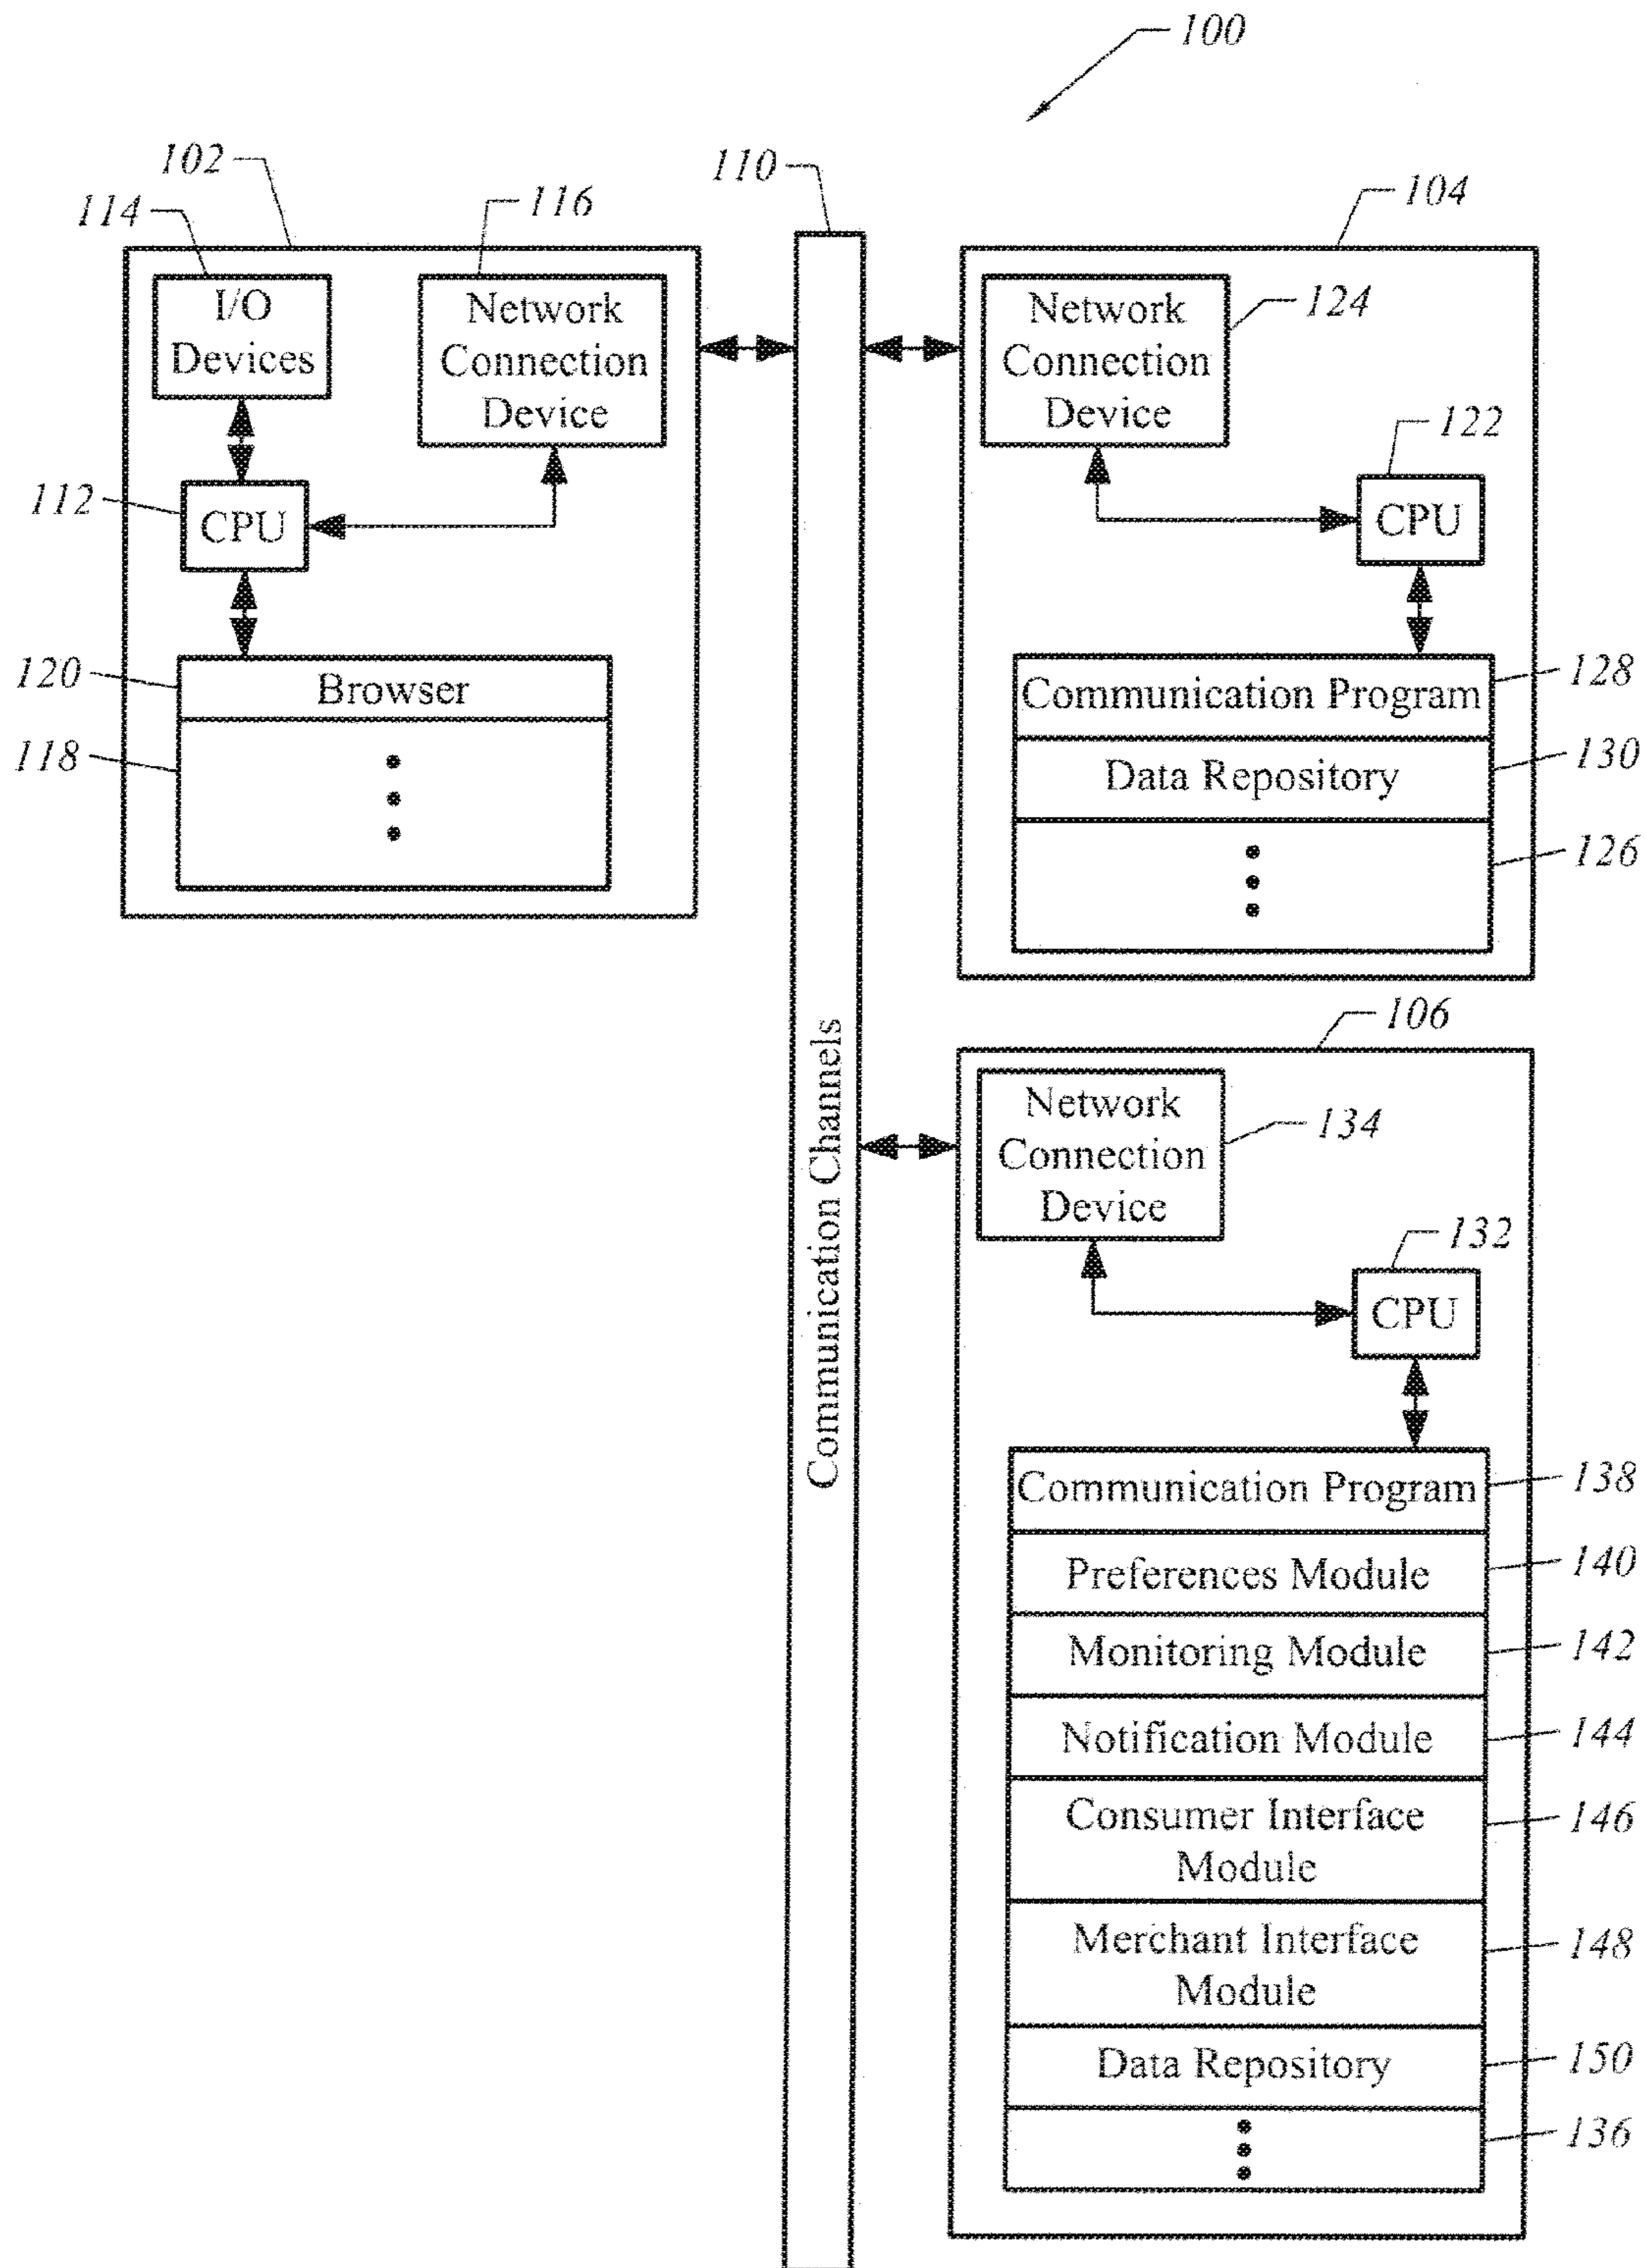 100
102
110
104
114
116
I/O
Devices
Network
Connection
Device
112
CPU
120
Browser
118
Network
Connection
Device
124
122
CPU
Communication Program
128
Data Repository
130
126
Communication Channels
106
Network
Connection
Device
134
132
CPU
Communication Program
138
Preferences Module
140
Monitoring Module
142
Notification Module
144
Consumer Interface
Module
146
Merchant Interface
Module
148
Data Repository
150
136